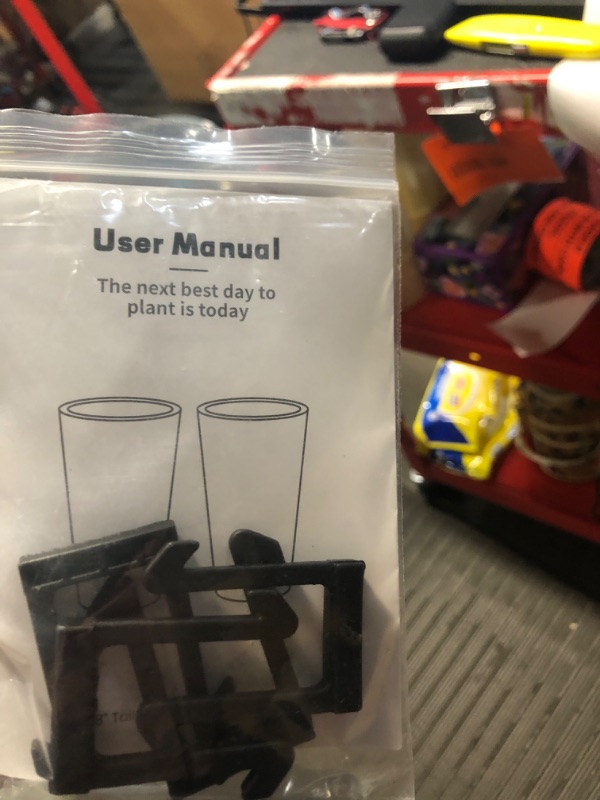 User Manual
The next best day to
plant is today